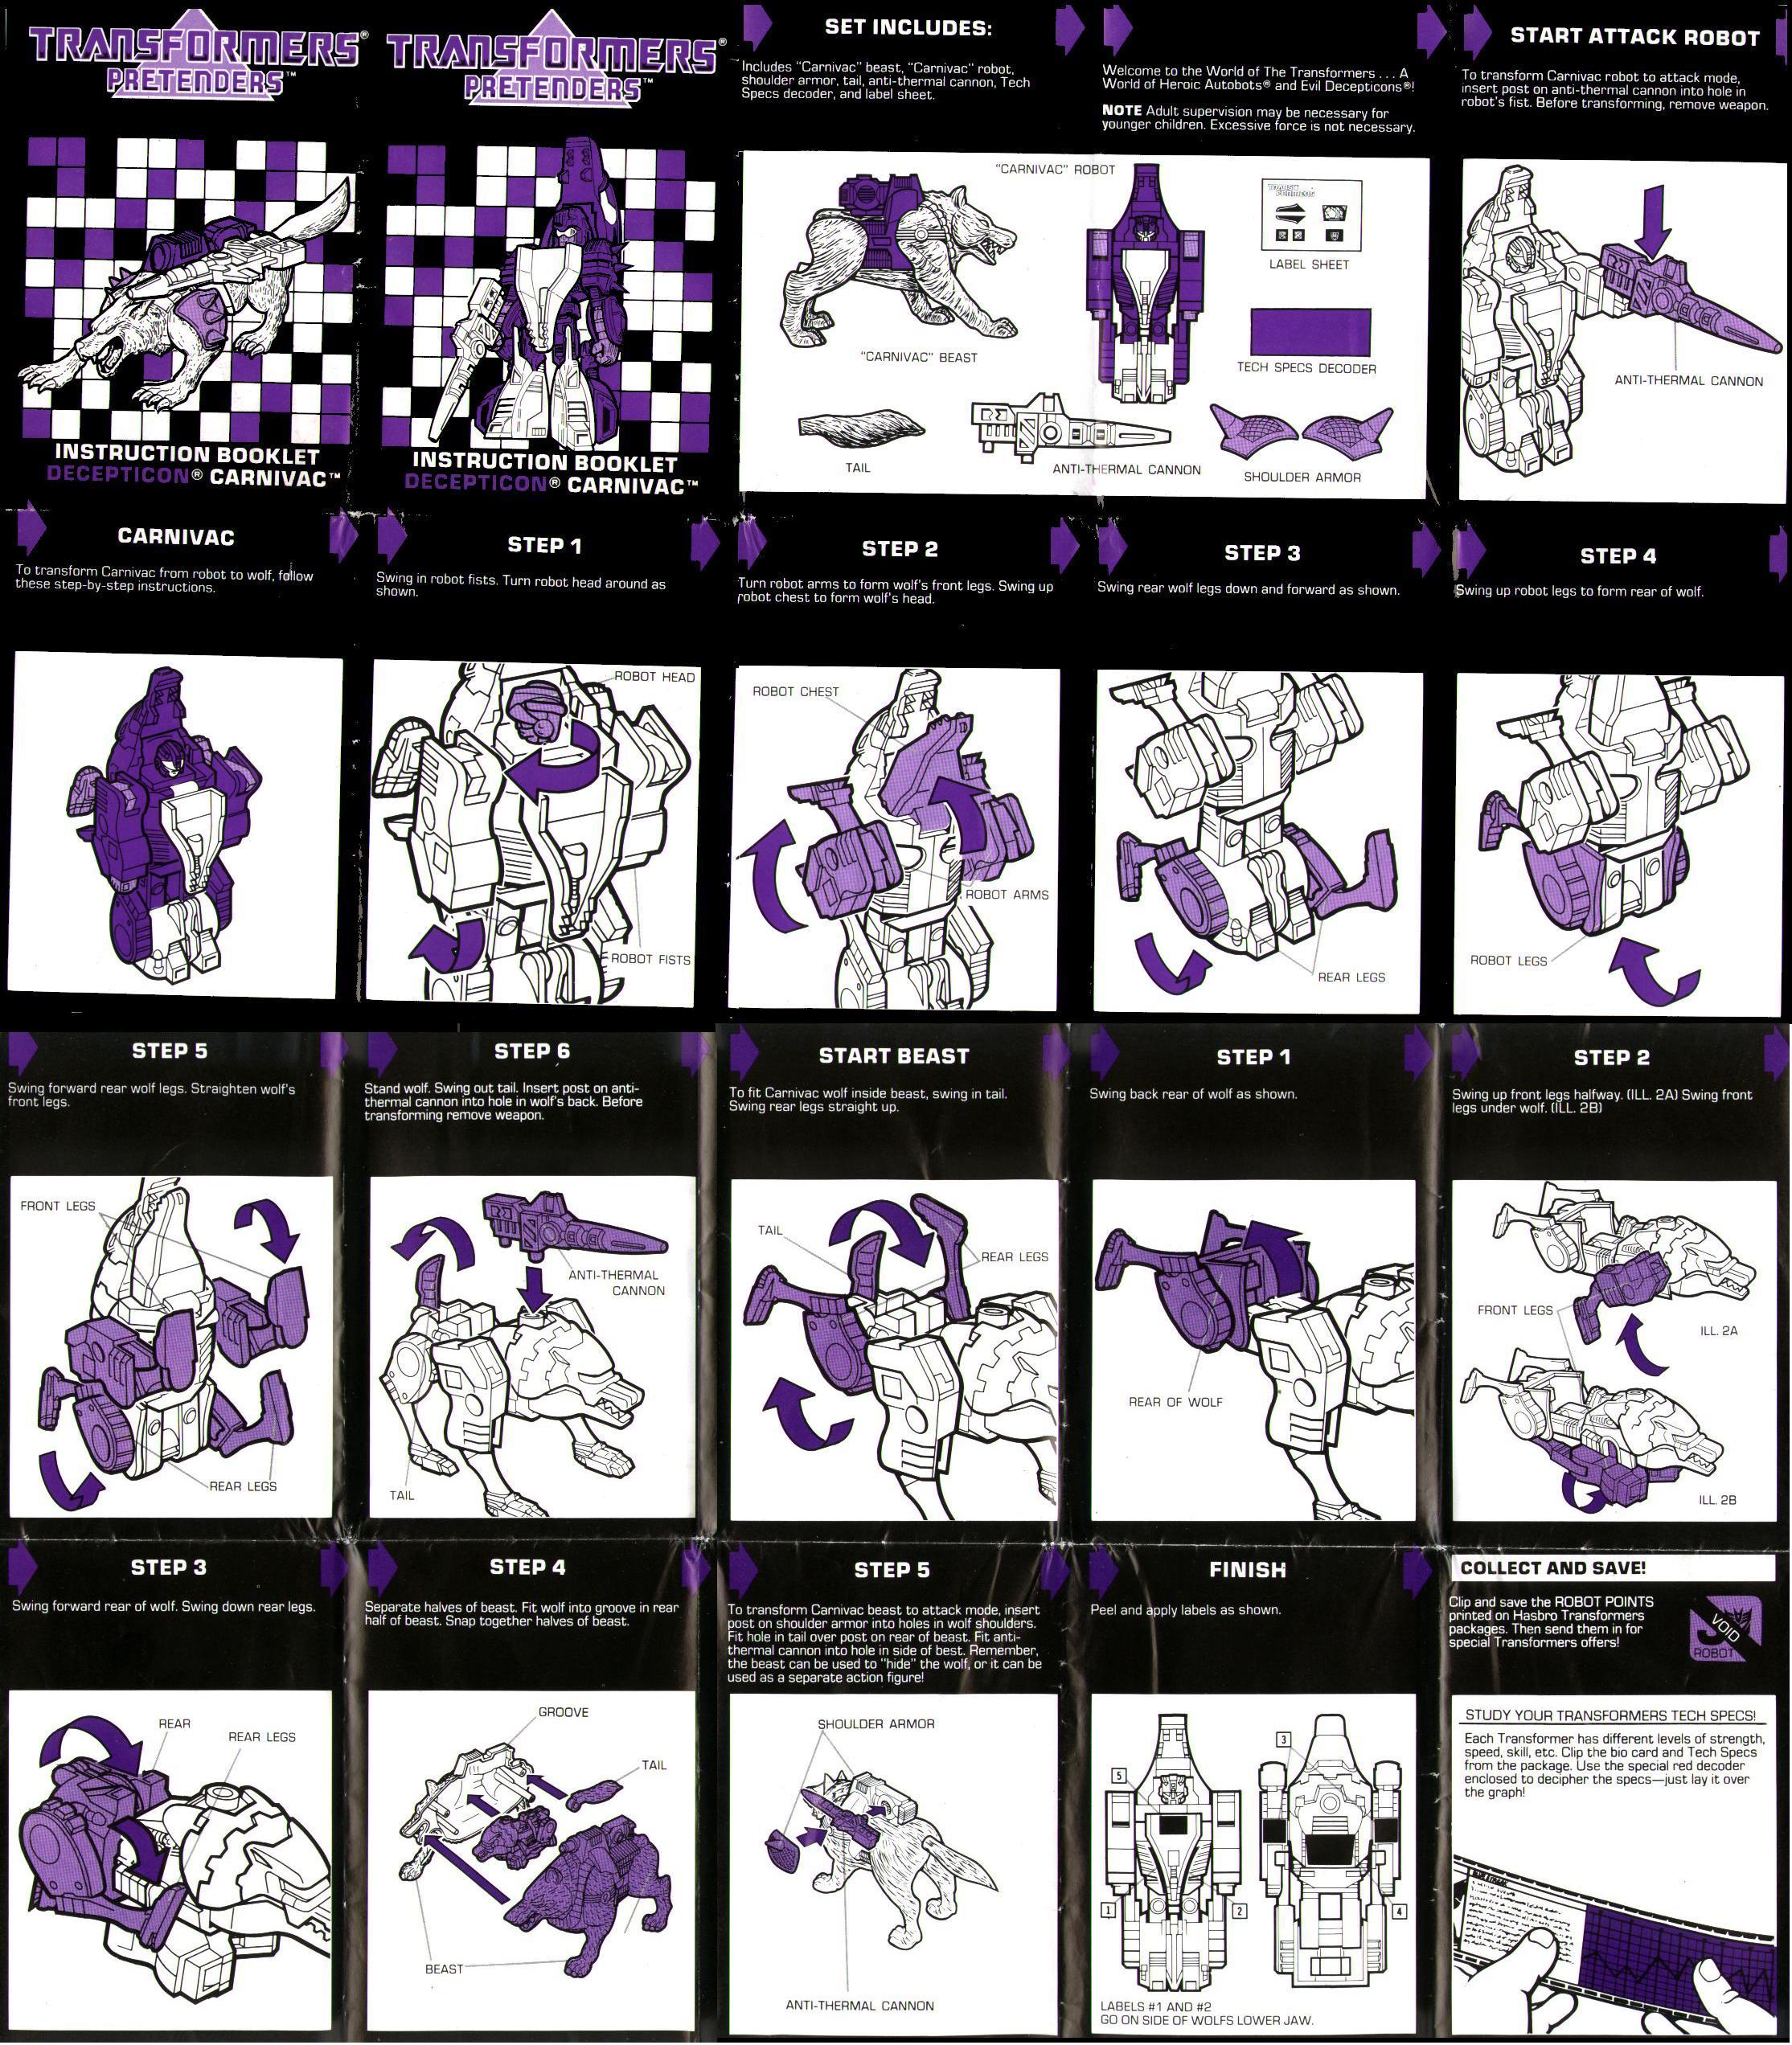 TRANSFORMERS®
PRETENDERS™
INSTRUCTION BOOKLET
DECEPTICON® CARNIVAC™
TRANSFORMERS®
PRETENDERS™
INSTRUCTION BOOKLET
DECEPTICON® CARNIVAC™
SET INCLUDES:
Includes "Carnivac" beast, "Carnivac" robot,
shoulder armor, tail, anti-thermal cannon, Tech
Specs decoder, and label sheet.
Welcome to the World of The Transformers . . . A
World of Heroic Autobots® and Evil Decepticons®!
NOTE Adult supervision may be necessary for
younger children. Excessive force is not necessary.
"CARNIVAC" ROBOT
LABEL SHEET
"CARNIVAC" BEAST
TECH SPECS DECODER
TAIL
ANTI-THERMAL CANNON
SHOULDER ARMOR
START ATTACK ROBOT
To transform Carnivac robot to attack mode,
insert post on anti-thermal cannon into hole in
robot's fist. Before transforming, remove weapon.
ANTI-THERMAL CANNON
CARNIVAC
To transform Carnivac from robot to wolf, follow
these step-by-step instructions.
STEP 1
Swing in robot fists. Turn robot head around as
shown.
ROBOT HEAD
ROBOT FISTS
STEP 2
Turn robot arms to form wolf's front legs. Swing up
robot chest to form wolf's head.
ROBOT CHEST
ROBOT ARMS
STEP 3
Swing rear wolf legs down and forward as shown.
REAR LEGS
STEP 4
Swing up robot legs to form rear of wolf.
ROBOT LEGS
STEP 5
Swing forward rear wolf legs. Straighten wolf's
front legs.
FRONT LEGS
REAR LEGS
STEP 6
Stand wolf. Swing out tail. Insert post on anti-
thermal cannon into hole in wolf's back. Before
transforming remove weapon.
ANTI-THERMAL
CANNON
TAIL
START BEAST
To fit Carnivac wolf inside beast, swing in tail.
Swing rear legs straight up.
TAIL
REAR LEGS
STEP 1
Swing back rear of wolf as shown.
REAR OF WOLF
STEP 2
Swing up front legs halfway. (ILL. 2A) Swing front
legs under wolf. (ILL. 2B)
FRONT LEGS
ILL. 2A
ILL. 2B
STEP 3
Swing forward rear of wolf. Swing down rear legs.
REAR
REAR LEGS
STEP 4
Separate halves of beast. Fit wolf into groove in rear
half of beast. Snap together halves of beast.
GROOVE
TAIL
BEAST
STEP 5
To transform Carnivac beast to attack mode, insert
post on shoulder armor into holes in wolf shoulders.
Fit hole in tail over post on rear of beast. Fit anti-
thermal cannon into hole in side of best. Remember,
the beast can be used to "hide" the wolf, or it can be
used as a separate action figure!
SHOULDER ARMOR
ANTI-THERMAL CANNON
FINISH
Peel and apply labels as shown.
3
5
1
2
4
LABELS #1 AND #2
GO ON SIDE OF WOLFS LOWER JAW.
COLLECT AND SAVE!
Clip and save the ROBOT POINTS
printed on Hasbro Transformers
packages. Then send them in for
special Transformers offers!
VOID
ROBOT
STUDY YOUR TRANSFORMERS TECH SPECS!
Each Transformer has different levels of strength,
speed, skill, etc. Clip the bio card and Tech Specs
from the package. Use the special red decoder
enclosed to decipher the specs—just lay it over
the graph!